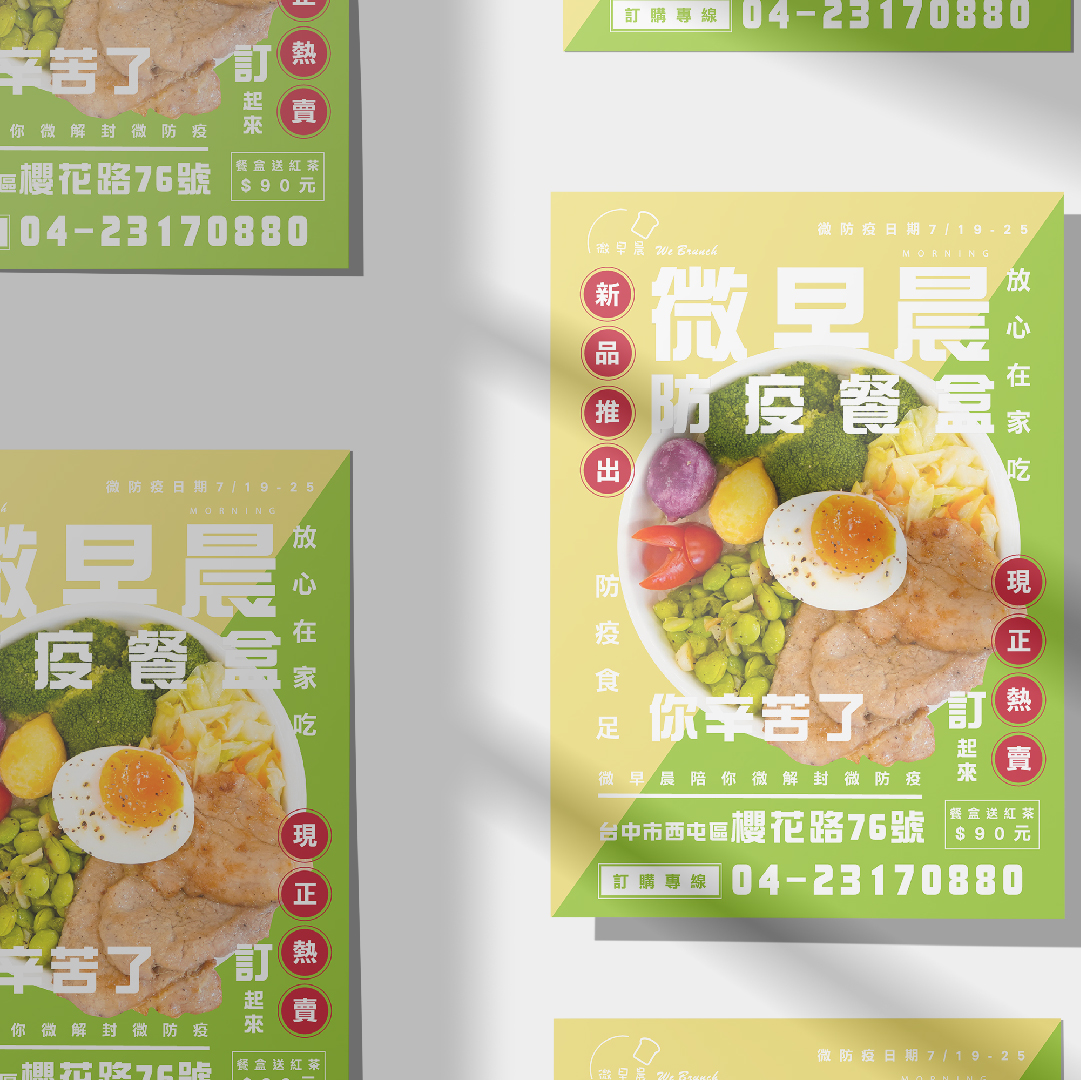 正
熱
賣
辛苦了
訂
起來
你微解封微防疫
區櫻花路76號
餐盒送紅茶
$90元
04-23170880
訂購專線 04-23170880
微早晨 We Brunch
微防疫日期7/19-25
MORNING
微早晨
防疫餐盒
新品推出
放心在家吃
防疫食足
現正熱賣
你辛苦了
訂
起來
微早晨陪你微解封微防疫
台中市西屯區櫻花路76號
餐盒送紅茶
$90元
訂購專線 04-23170880
微防疫日期7/19-25
MORNING
微早晨
疫餐盒
放心在家吃
現正熱賣
辛苦了
訂
起來
你微解封微防疫
區櫻花路76號
餐盒送紅茶
微早晨 We Brunch
微防疫日期7/19-25
MORNING